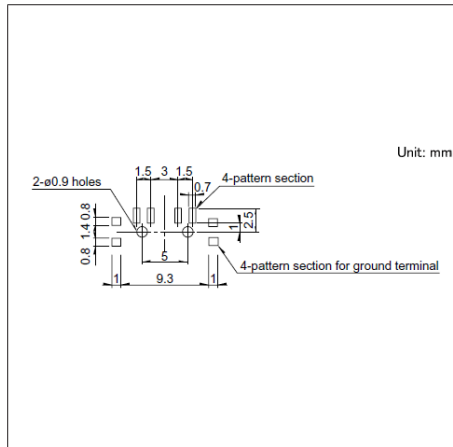 Unit: mm
1.5 3 1.5
2-ø0.9 holes
4-pattern section
0.7
0.8
1.4
0.8
1
2.5
5
4-pattern section for ground terminal
1 9.3 1